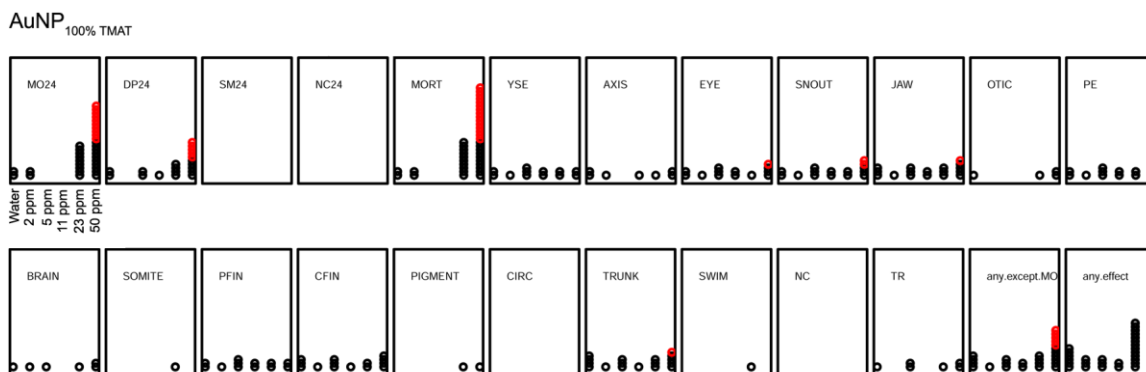 AuNP100% TMAT
MO24 DP24 SM24 NC24 MORT YSE AXIS EYE SNOUT JAW OTIC PE
Water 2 ppm 5 ppm 11 ppm 23 ppm 50 ppm
BRAIN SOMITE PFIN CFIN PIGMENT CIRC TRUNK SWIM NC TR any.except.MO any.effect